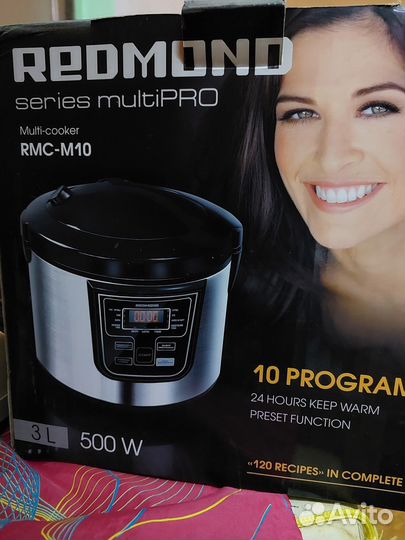 REDMOND
series multiPRO
Multi-cooker
RMC-M10
REDMOND
10 PROGRAM
24 HOURS KEEP WARM
PRESET FUNCTION
3 L
500 W
«120 RECIPES» IN COMPLETE
Avito